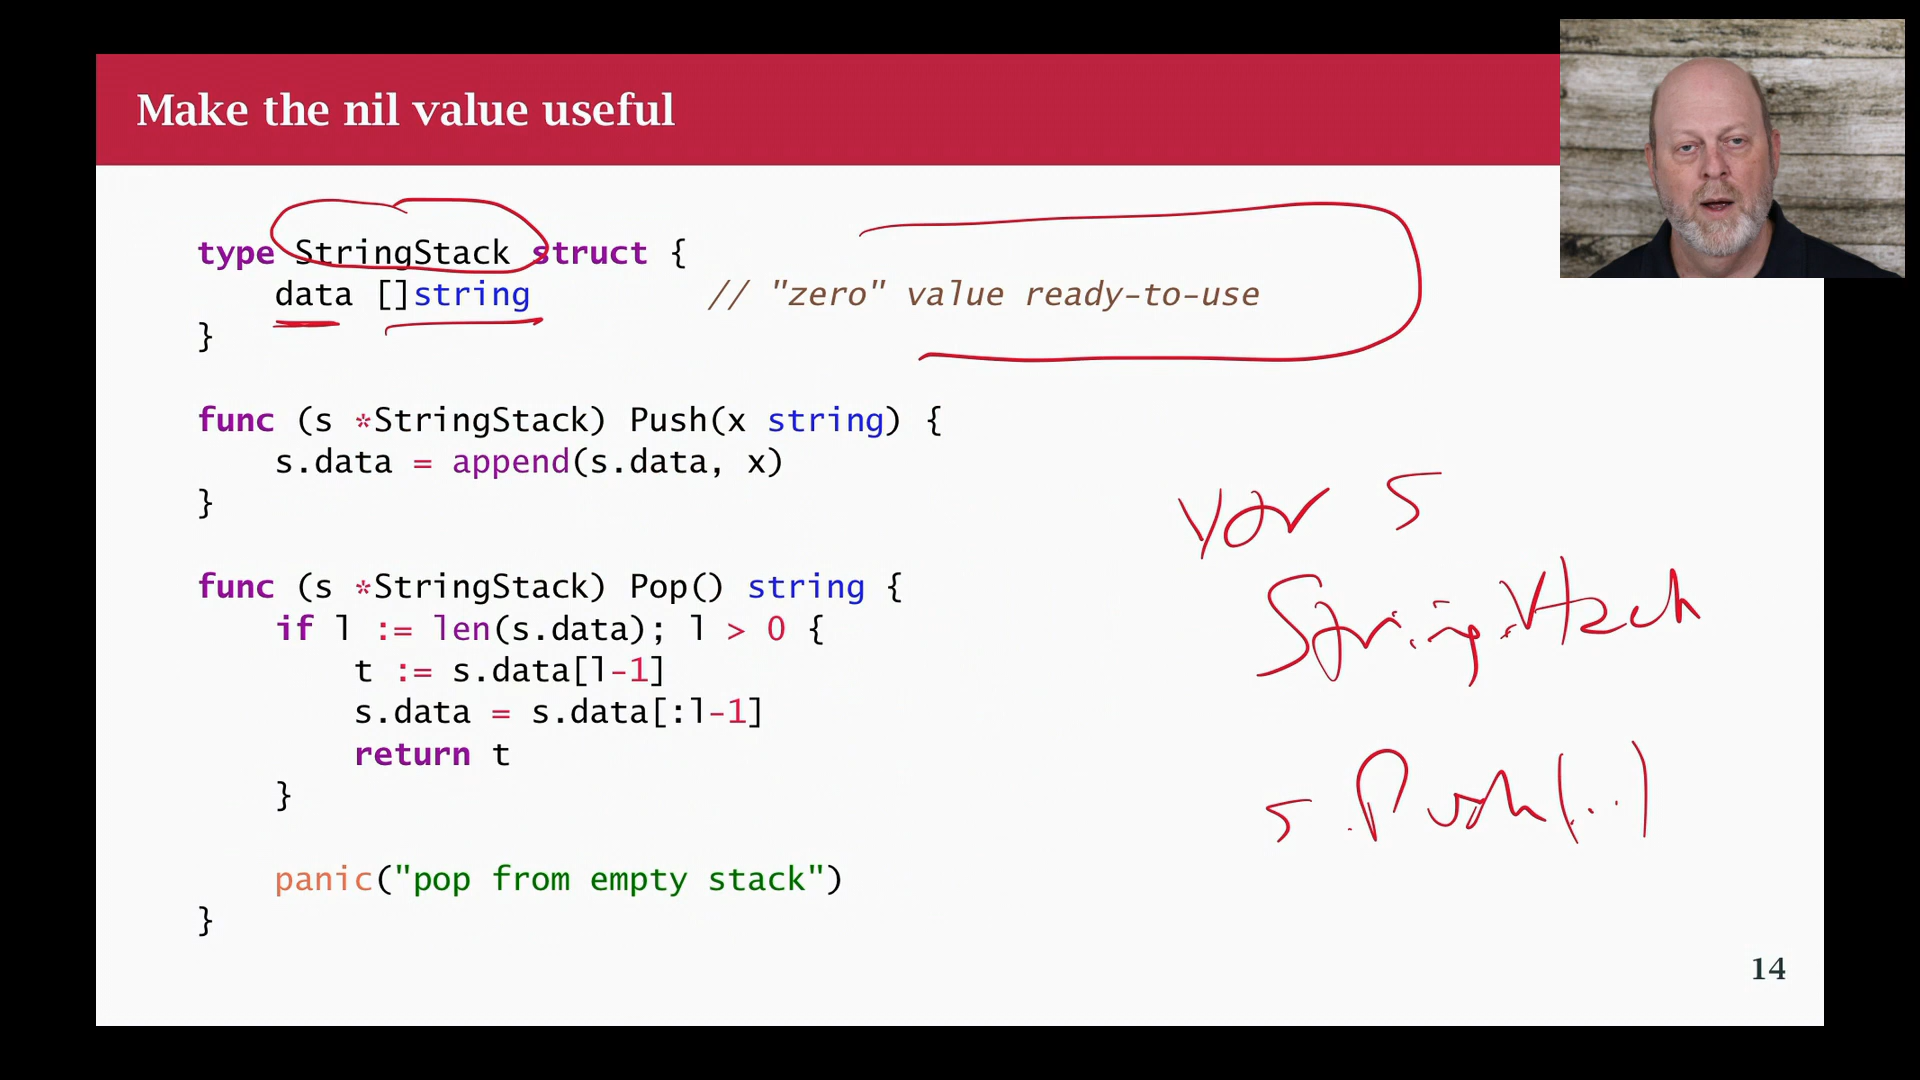 Make the nil value useful
type StringStack struct {
data []string // "zero" value ready-to-use
}
func (s *StringStack) Push(x string) {
s.data = append(s.data, x)
}
func (s *StringStack) Pop() string {
if l := len(s.data); l > 0 {
t := s.data[l-1]
s.data = s.data[:l-1]
return t
}
panic("pop from empty stack")
}
var s
StringStack
s.Push(..)
14